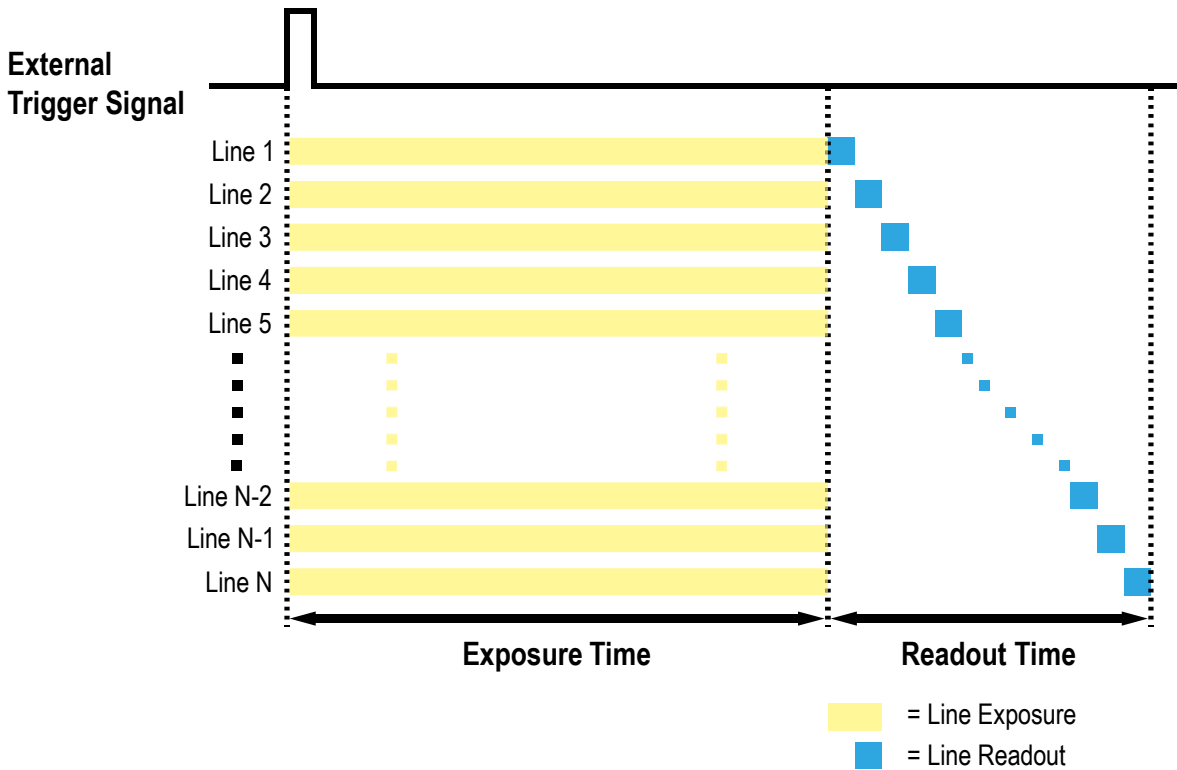 External
Trigger Signal
Line 1
Line 2
Line 3
Line 4
Line 5
Line N-2
Line N-1
Line N
Exposure Time
Readout Time
= Line Exposure
= Line Readout